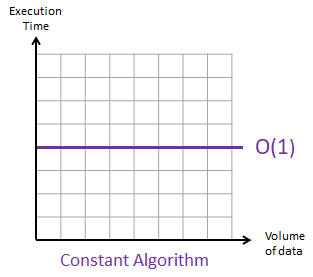 Execution
Time
O(1)
Volume
of data
Constant Algorithm